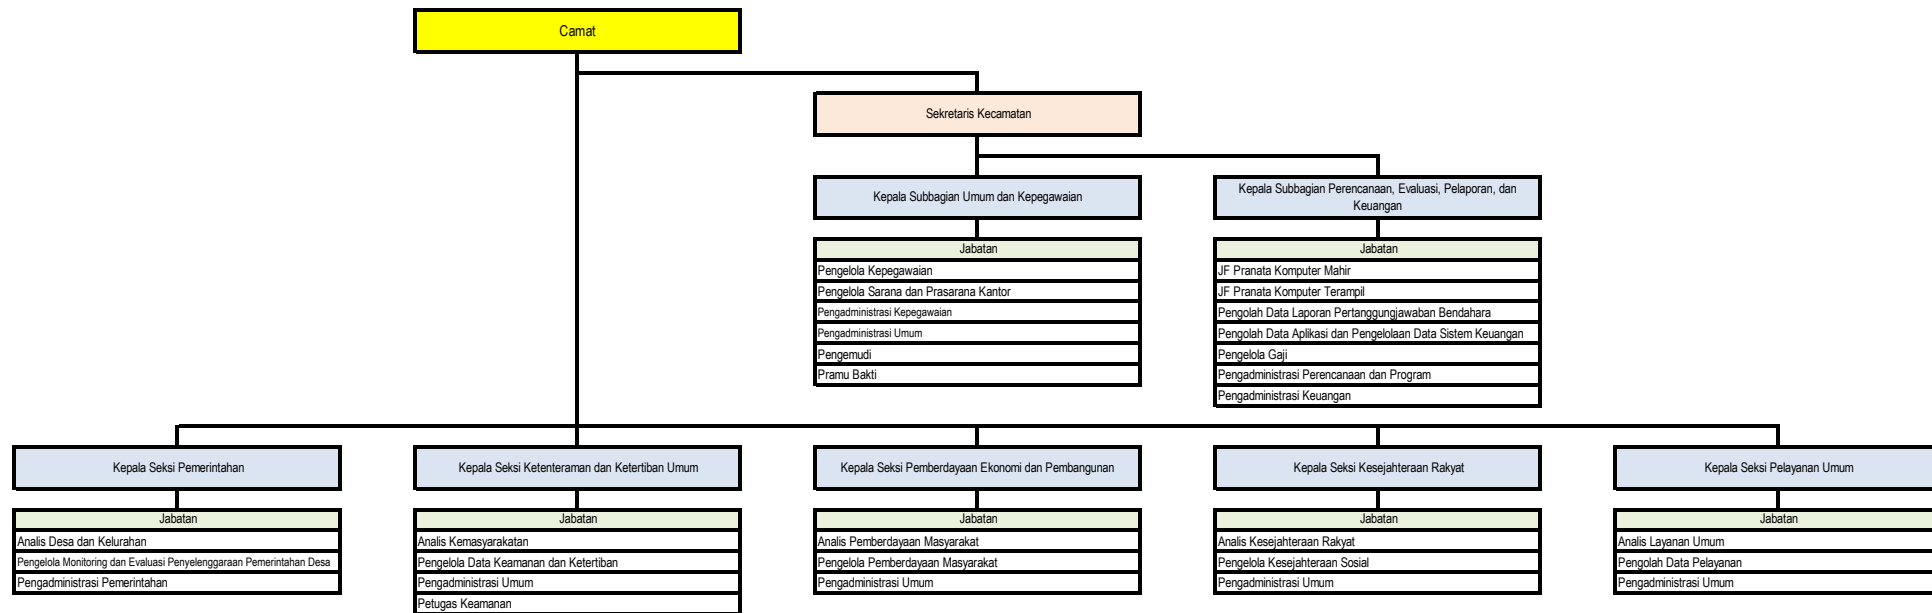 Camat
Sekretaris Kecamatan
Kepala Subbagian Umum dan Kepegawaian
Kepala Subbagian Perencanaan, Evaluasi, Pelaporan, dan
Keuangan
Jabatan
Pengelola Kepegawaian
Pengelola Sarana dan Prasarana Kantor
Pengadministrasi Kepegawaian
Pengadministrasi Umum
Pengemudi
Pramu Bakti
Jabatan
JF Pranata Komputer Mahir
JF Pranata Komputer Terampil
Pengolah Data Laporan Pertanggungjawaban Bendahara
Pengolah Data Aplikasi dan Pengelolaan Data Sistem Keuangan
Pengelola Gaji
Pengadministrasi Perencanaan dan Program
Pengadministrasi Keuangan
Kepala Seksi Pemerintahan
Kepala Seksi Ketenteraman dan Ketertiban Umum
Kepala Seksi Pemberdayaan Ekonomi dan Pembangunan
Kepala Seksi Kesejahteraan Rakyat
Kepala Seksi Pelayanan Umum
Jabatan
Analis Desa dan Kelurahan
Pengelola Monitoring dan Evaluasi Penyelenggaraan Pemerintahan Desa
Pengadministrasi Pemerintahan
Jabatan
Analis Kemasyarakatan
Pengelola Data Keamanan dan Ketertiban
Pengadministrasi Umum
Petugas Keamanan
Jabatan
Analis Pemberdayaan Masyarakat
Pengelola Pemberdayaan Masyarakat
Pengadministrasi Umum
Jabatan
Analis Kesejahteraan Rakyat
Pengelola Kesejahteraan Sosial
Pengadministrasi Umum
Jabatan
Analis Layanan Umum
Pengolah Data Pelayanan
Pengadministrasi Umum